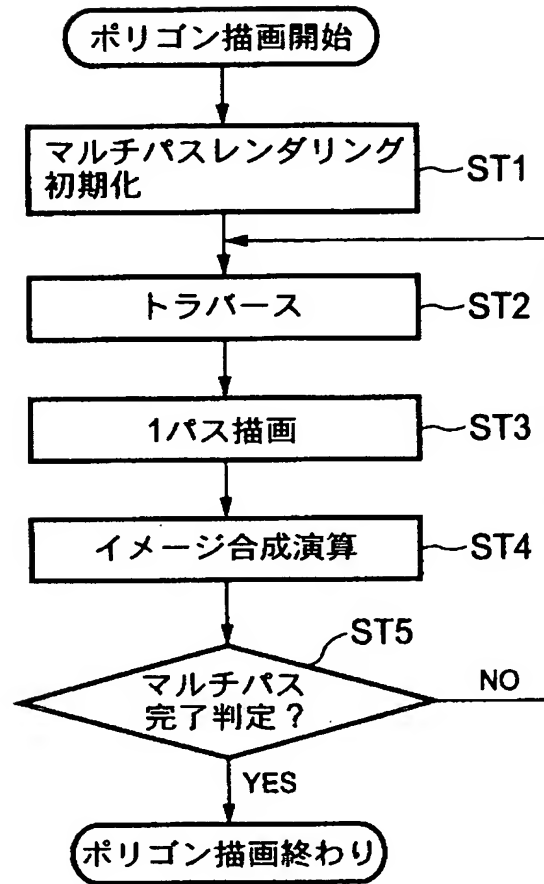 ポリゴン描画開始
マルチパスレンダリング
初期化
ST1
トラバース
ST2
1パス描画
ST3
イメージ合成演算
ST4
ST5
マルチパス
完了判定？
NO
YES
ポリゴン描画終わり